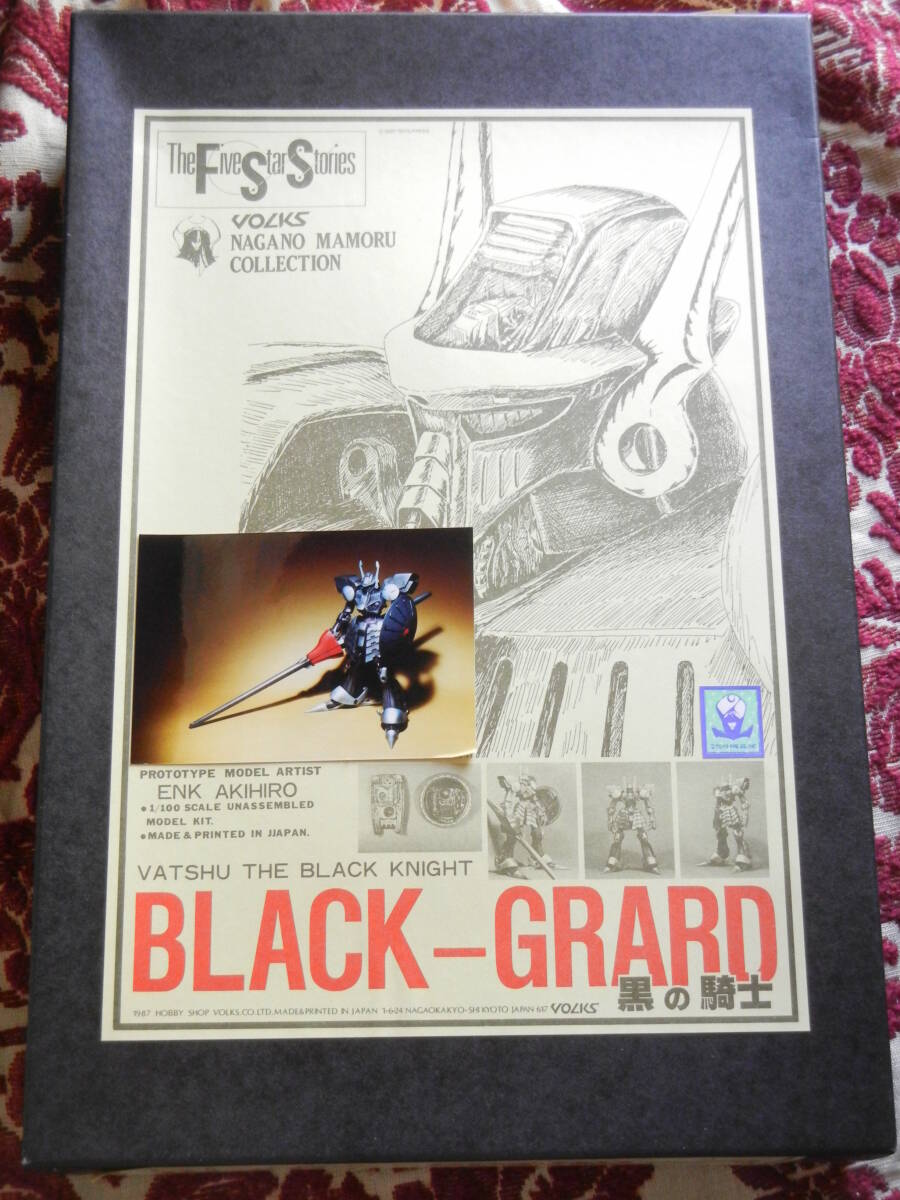 The Five Star Stories
VOLKS
NAGANO MAMORU
COLLECTION
PROTOTYPE MODEL ARTIST
ENK AKIHIRO
• 1/100 SCALE UNASSEMBLED
MODEL KIT.
• MADE & PRINTED IN JJAPAN.
VATSHU THE BLACK KNIGHT
BLACK–GRARD
黒の騎士
1987 HOBBY SHOP VOLKS.CO.LTD.MADE&PRINTED IN JAPAN 1-6-24 NAGAOKAKYO-SHI KYOTO JAPAN 617 VOLKS